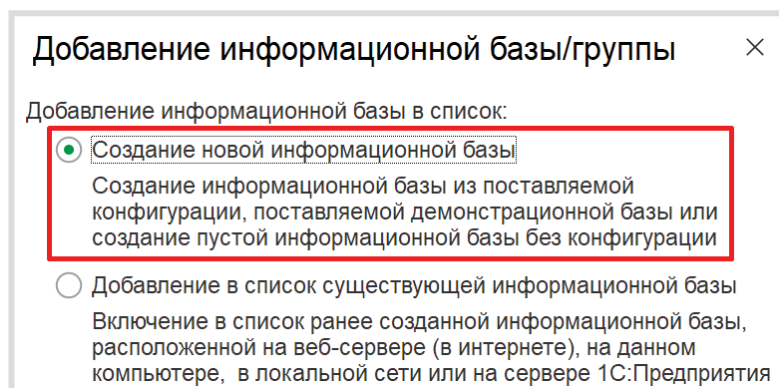 Добавление информационной базы/группы
Добавление информационной базы в список:
Создание новой информационной базы
Создание информационной базы из поставляемой
конфигурации, поставляемой демонстрационной базы или
создание пустой информационной базы без конфигурации
Добавление в список существующей информационной базы
Включение в список ранее созданной информационной базы,
расположенной на веб-сервере (в интернете), на данном
компьютере, в локальной сети или на сервере 1С:Предприятия